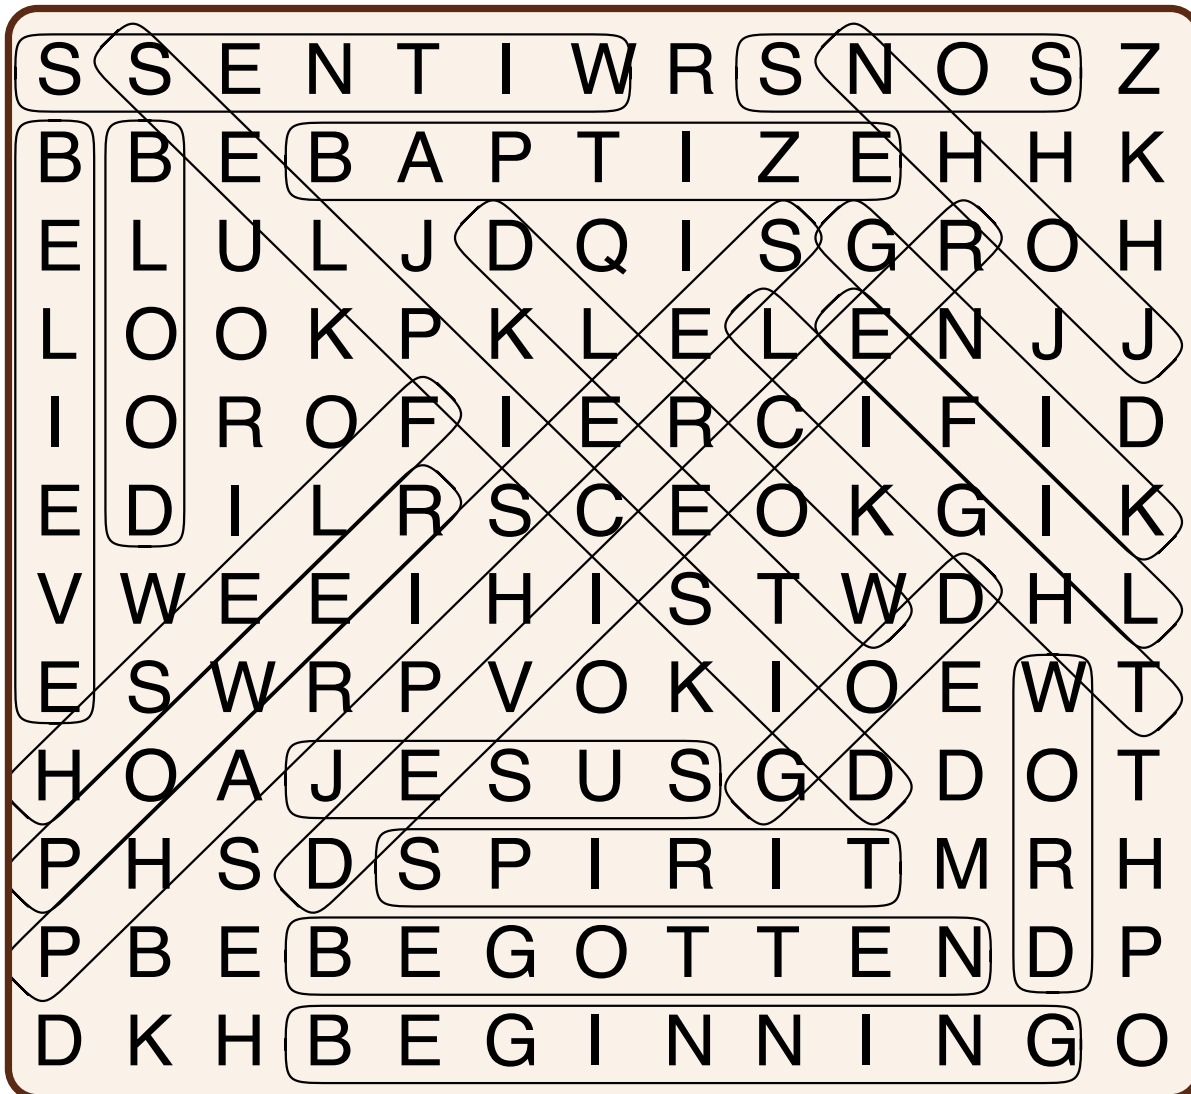 S S E N T I W R S N O S Z
B B E B A P T I Z E H H K
E L U L J D Q I S G R O H
L O O K P K L E L E N J J
I O R O F I E R C I F I D
E D I L R S C E O K G I K
V W E E I H I S T W D H L
E S W R P V O K I O E W T
H O A J E S U S G D D O T
P H S D S P I R I T M R H
P B E B E G O T T E N D P
D K H B E G I N N I N G O